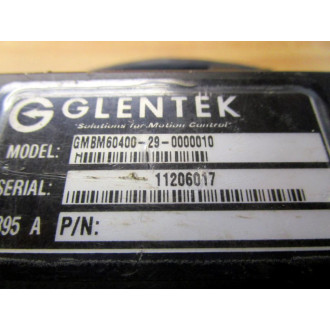 GLENTEK
"Solutions for Motion Control"
MODEL: GMBM60400-29-0000010
SERIAL: 11206017
395 A P/N: